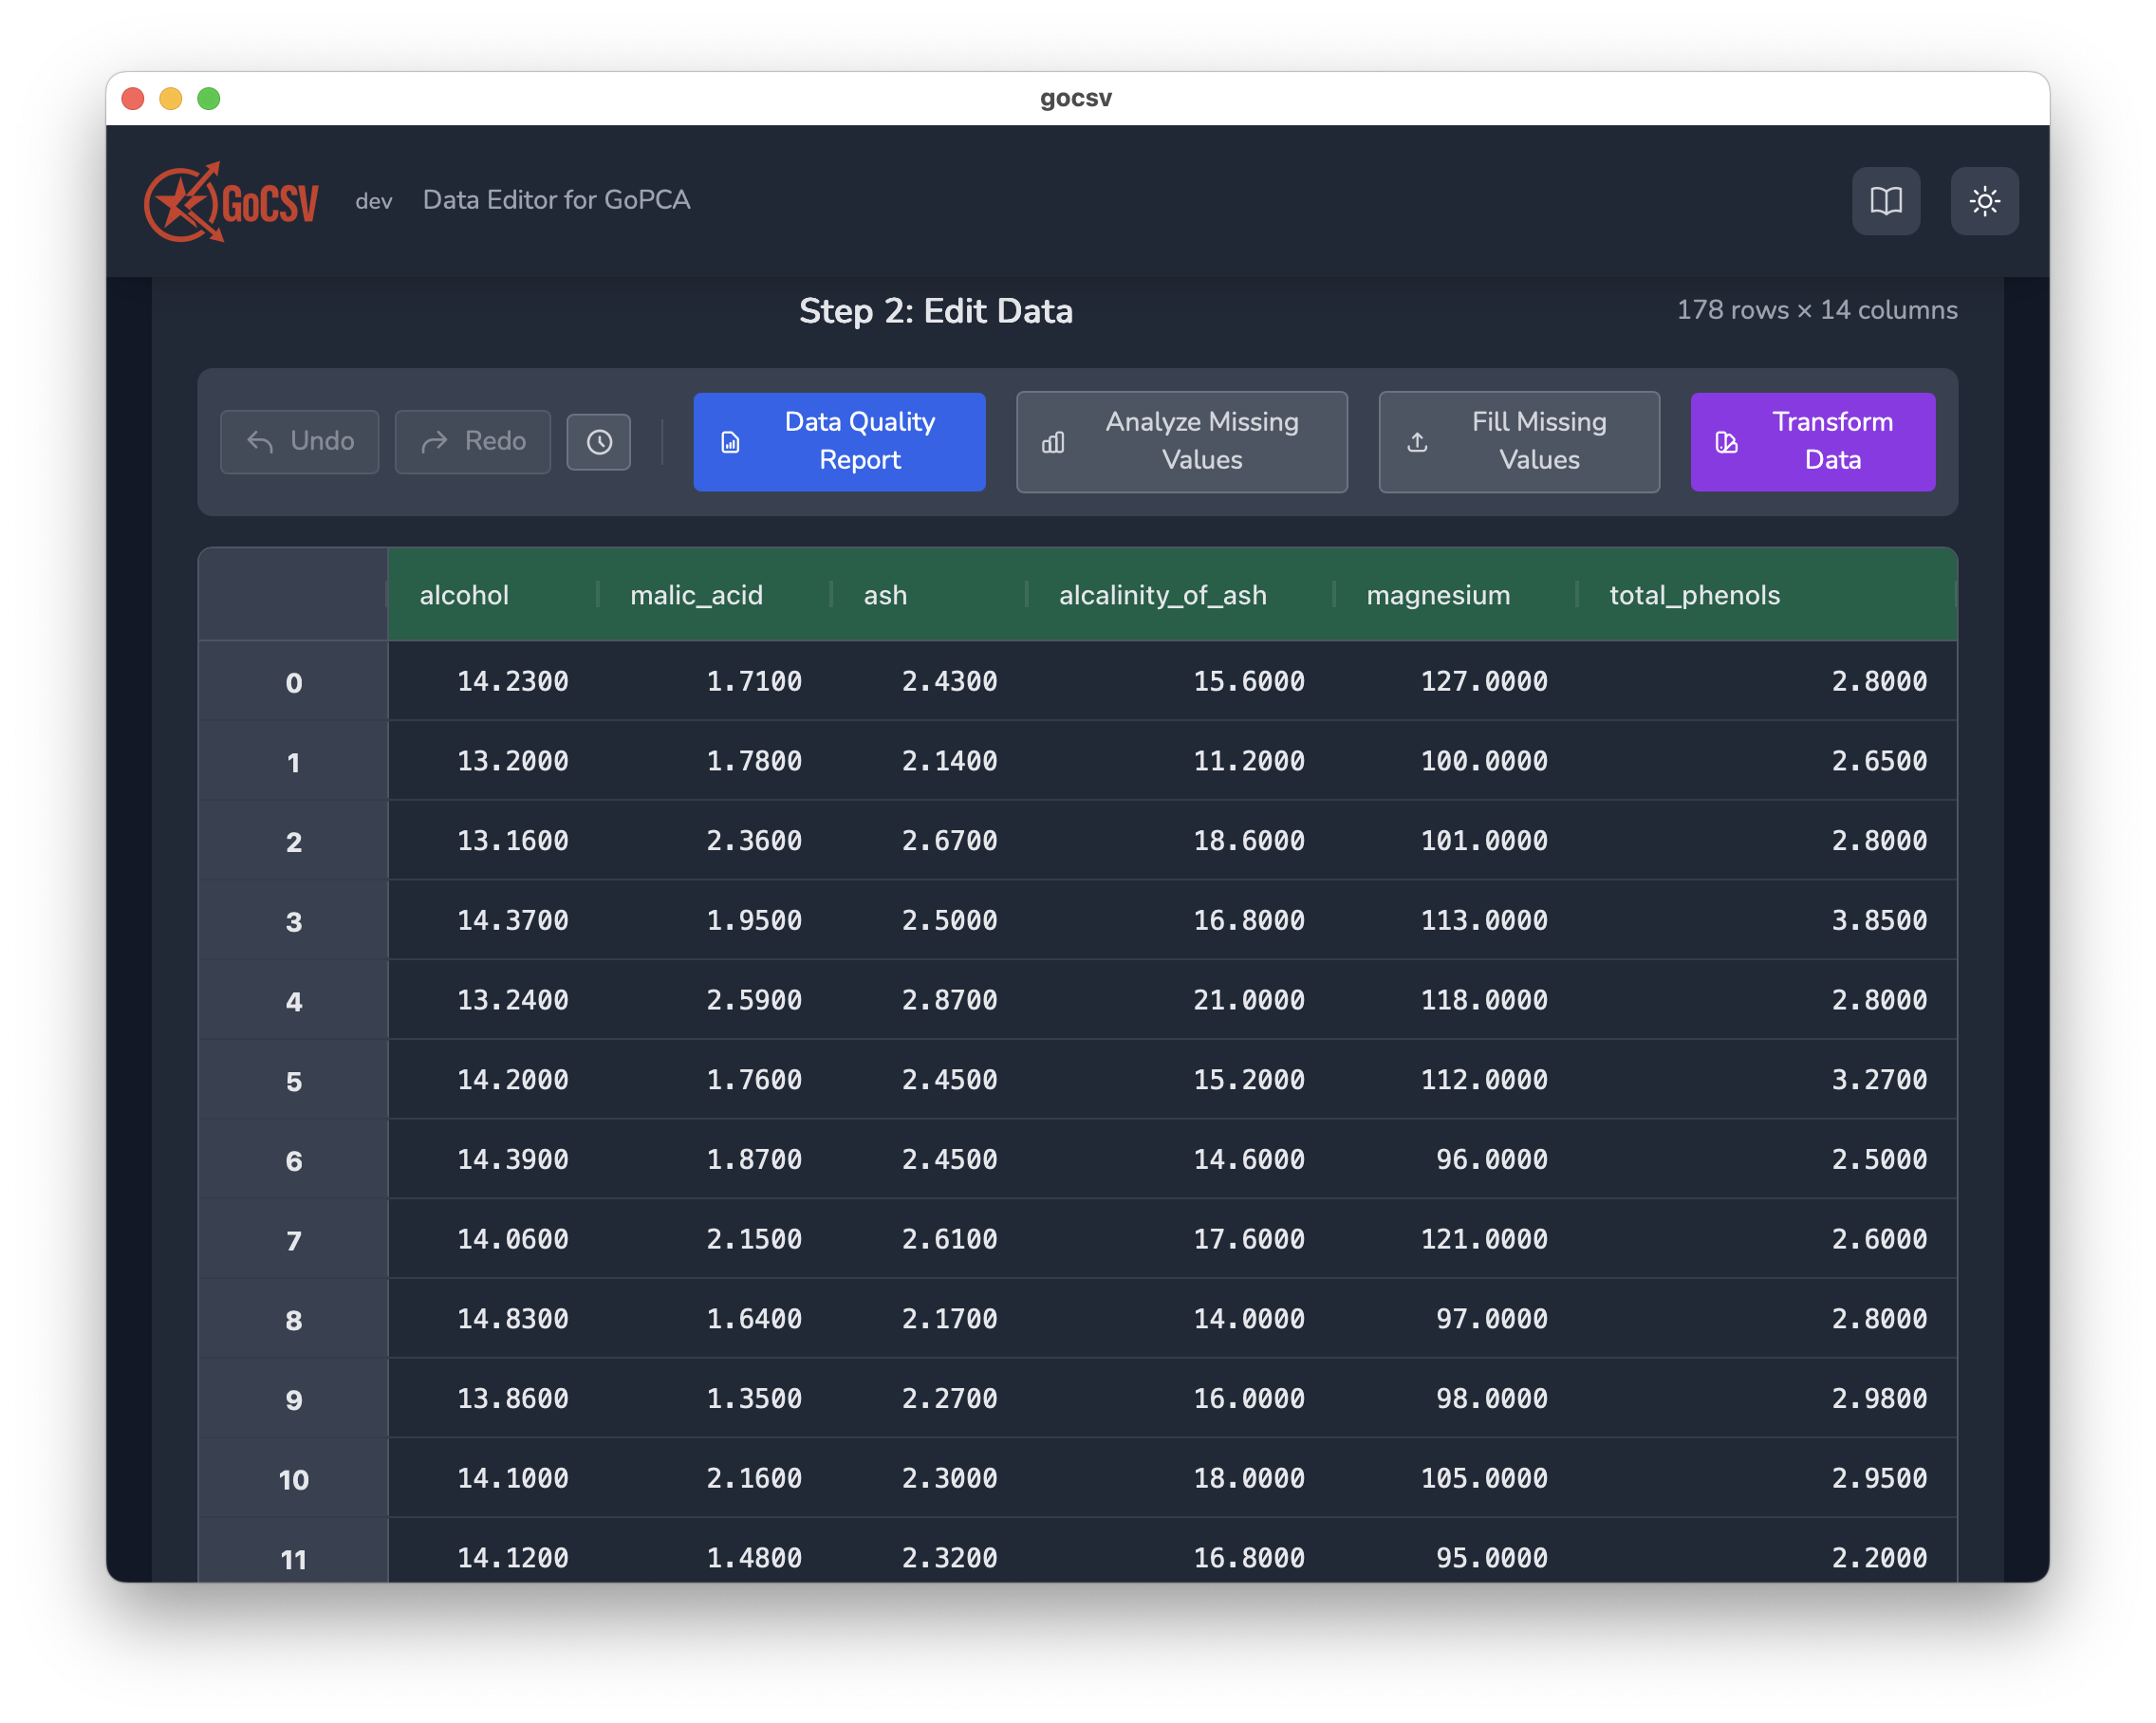 gocsv
GoCSV dev Data Editor for GoPCA
Step 2: Edit Data 178 rows × 14 columns
Undo Redo
Data Quality
Report
Analyze Missing
Values
Fill Missing
Values
Transform
Data
alcohol malic_acid ash alcalinity_of_ash magnesium total_phenols
0 14.2300 1.7100 2.4300 15.6000 127.0000 2.8000
1 13.2000 1.7800 2.1400 11.2000 100.0000 2.6500
2 13.1600 2.3600 2.6700 18.6000 101.0000 2.8000
3 14.3700 1.9500 2.5000 16.8000 113.0000 3.8500
4 13.2400 2.5900 2.8700 21.0000 118.0000 2.8000
5 14.2000 1.7600 2.4500 15.2000 112.0000 3.2700
6 14.3900 1.8700 2.4500 14.6000 96.0000 2.5000
7 14.0600 2.1500 2.6100 17.6000 121.0000 2.6000
8 14.8300 1.6400 2.1700 14.0000 97.0000 2.8000
9 13.8600 1.3500 2.2700 16.0000 98.0000 2.9800
10 14.1000 2.1600 2.3000 18.0000 105.0000 2.9500
11 14.1200 1.4800 2.3200 16.8000 95.0000 2.2000